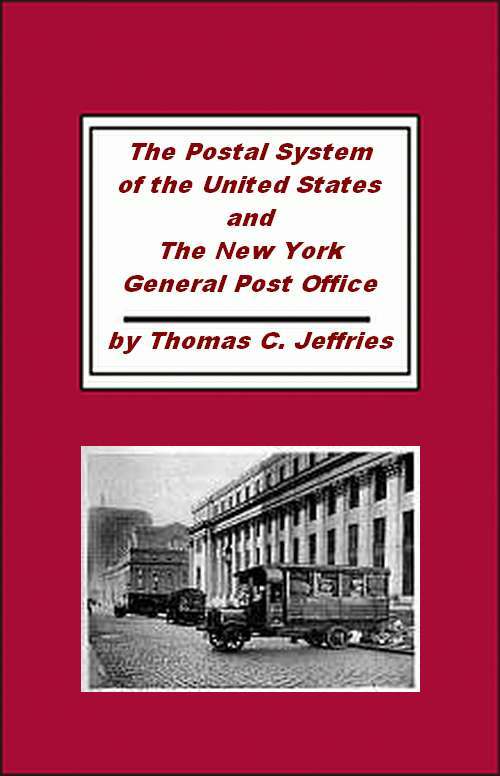 The Postal System
of the United States
and
The New York
General Post Office
by Thomas C. Jeffries